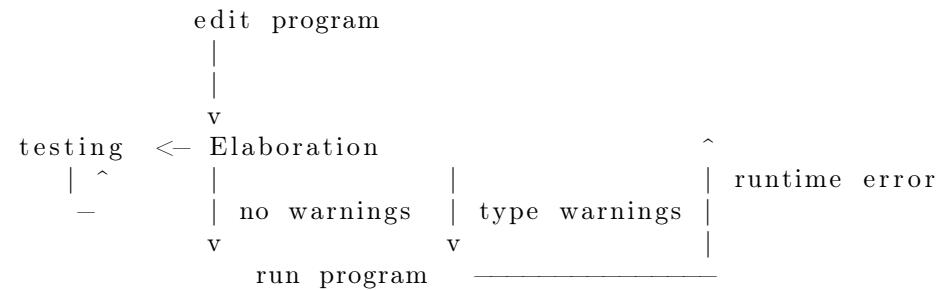 edit program
|
|
v
testing <— Elaboration ^
| ^ | | | runtime error
— | no warnings | type warnings |
v v |
run program ———————————————